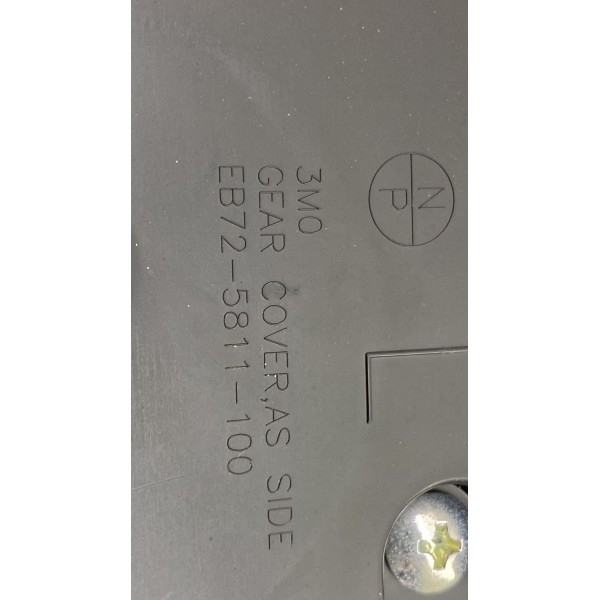 N
P
3M0
GEAR COVER,AS SIDE
EB72-5811-100